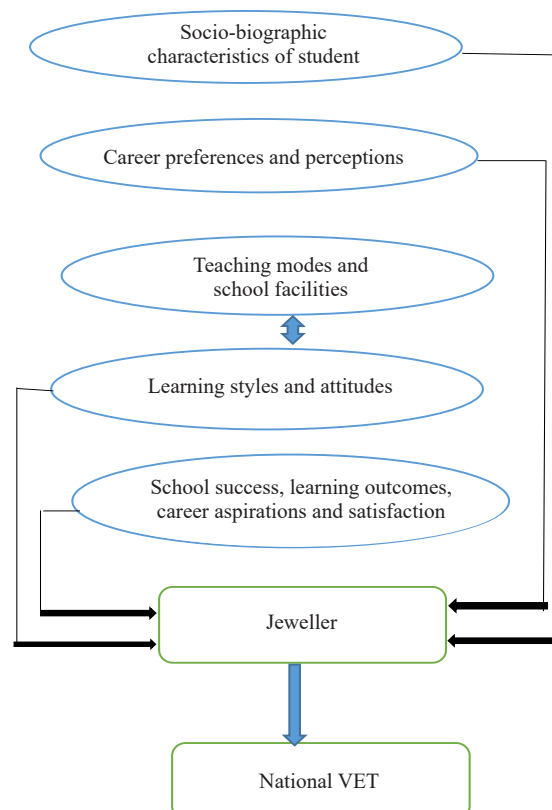 Socio-biographic
characteristics of student
Career preferences and perceptions
Teaching modes and
school facilities
Learning styles and attitudes
School success, learning outcomes,
career aspirations and satisfaction
Jeweller
National VET